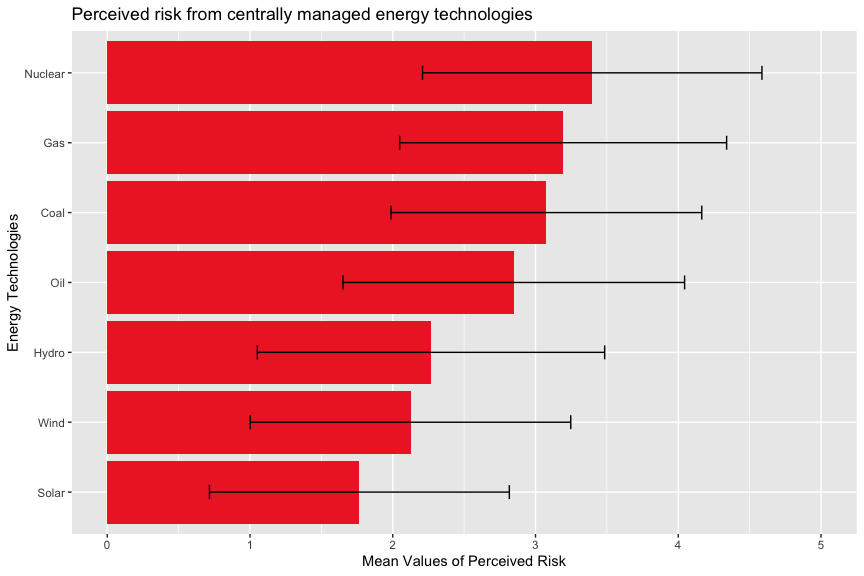 Perceived risk from centrally managed energy technologies
Energy Technologies
Nuclear
Gas
Coal
Oil
Hydro
Wind
Solar
0 1 2 3 4 5
Mean Values of Perceived Risk